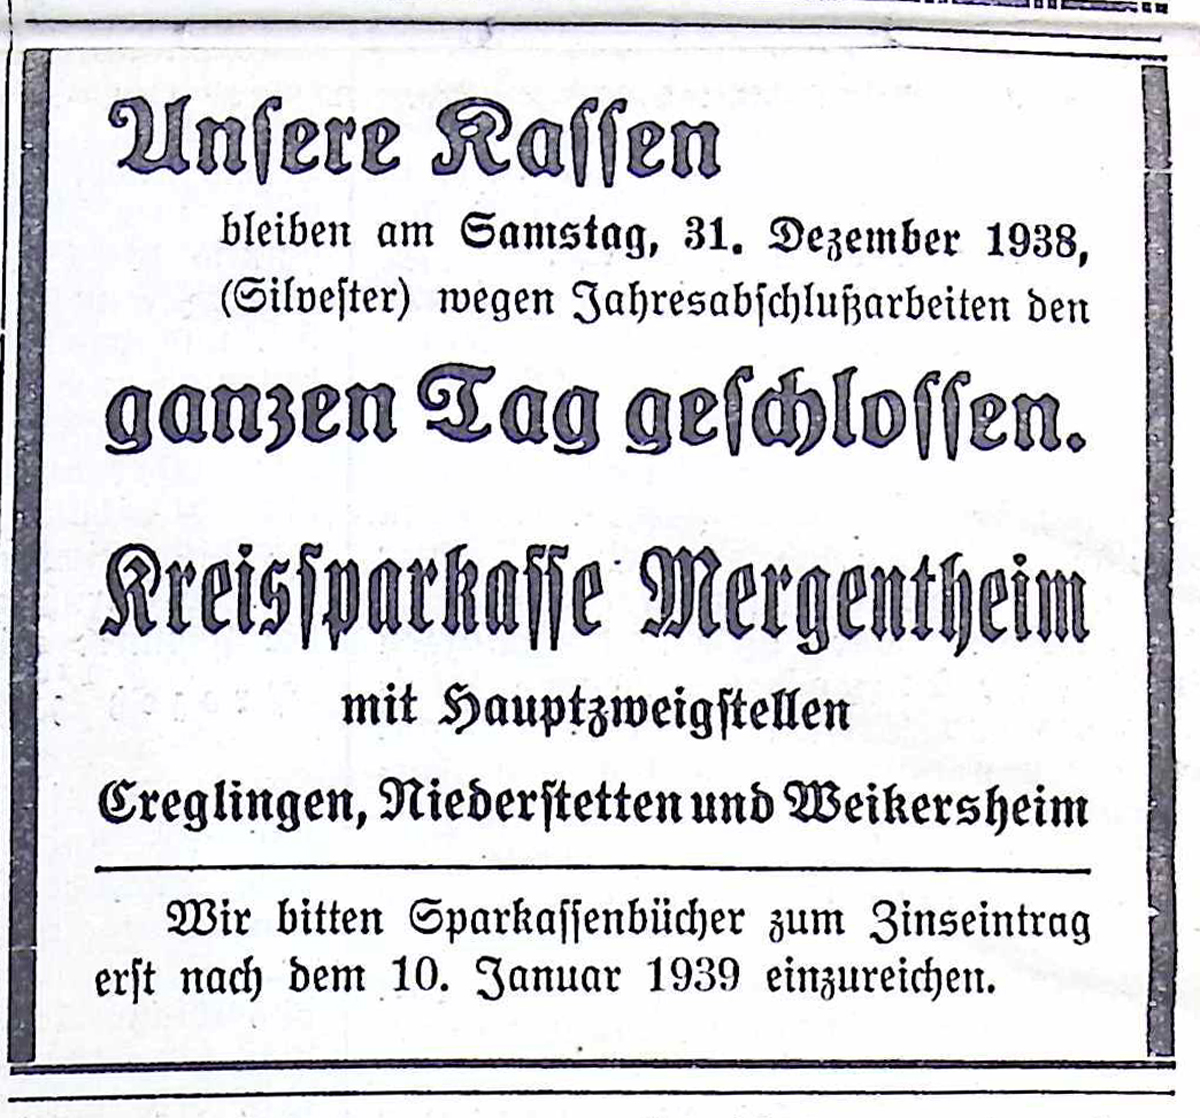 Unsere Kassen
bleiben am Samstag, 31. Dezember 1938,
(Silvester) wegen Jahresabschlußarbeiten den
ganzen Tag geschlossen.
Kreissparkasse Mergentheim
mit Hauptzweigstellen
Creglingen, Niederstetten und Weikersheim
Wir bitten Sparkassenbücher zum Zinseintrag
erst nach dem 10. Januar 1939 einzureichen.